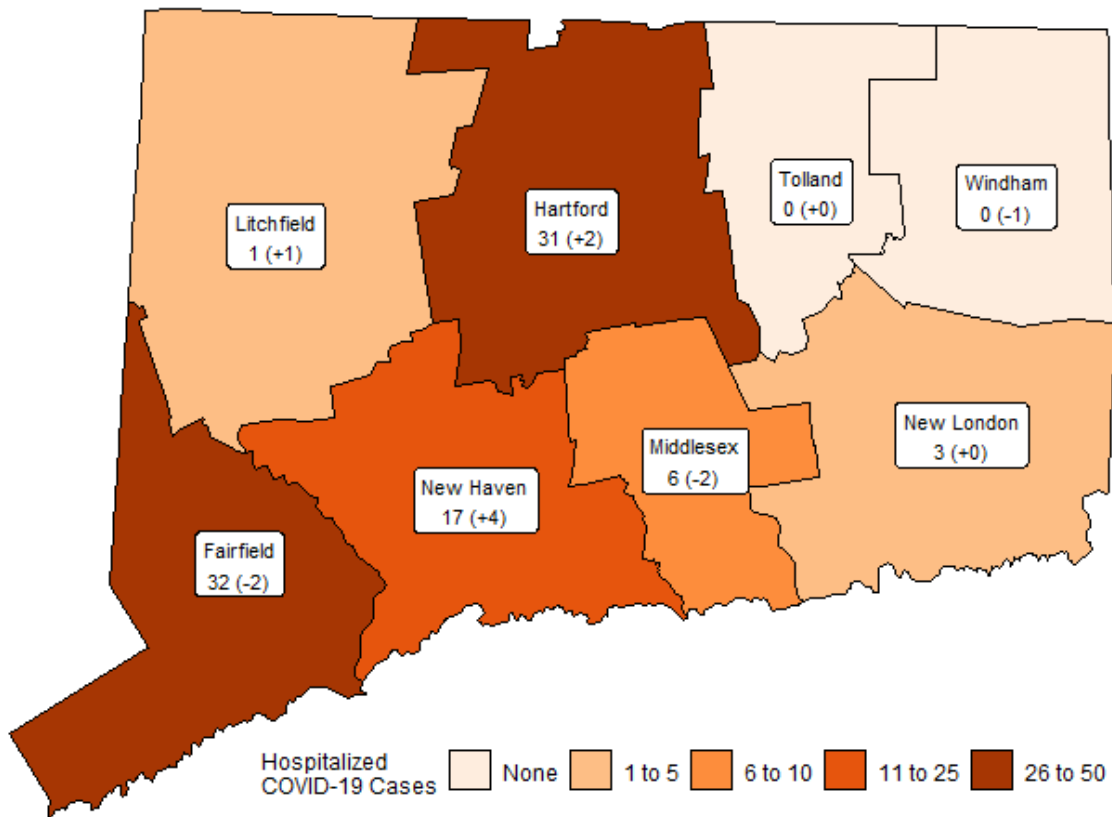 Tolland
0 (+0)
Windham
0 (-1)
Hartford
31 (+2)
Litchfield
1 (+1)
New London
3 (+0)
Middlesex
6 (-2)
New Haven
17 (+4)
Fairfield
32 (-2)
Hospitalized
COVID-19 Cases
None
1 to 5
6 to 10
11 to 25
26 to 50